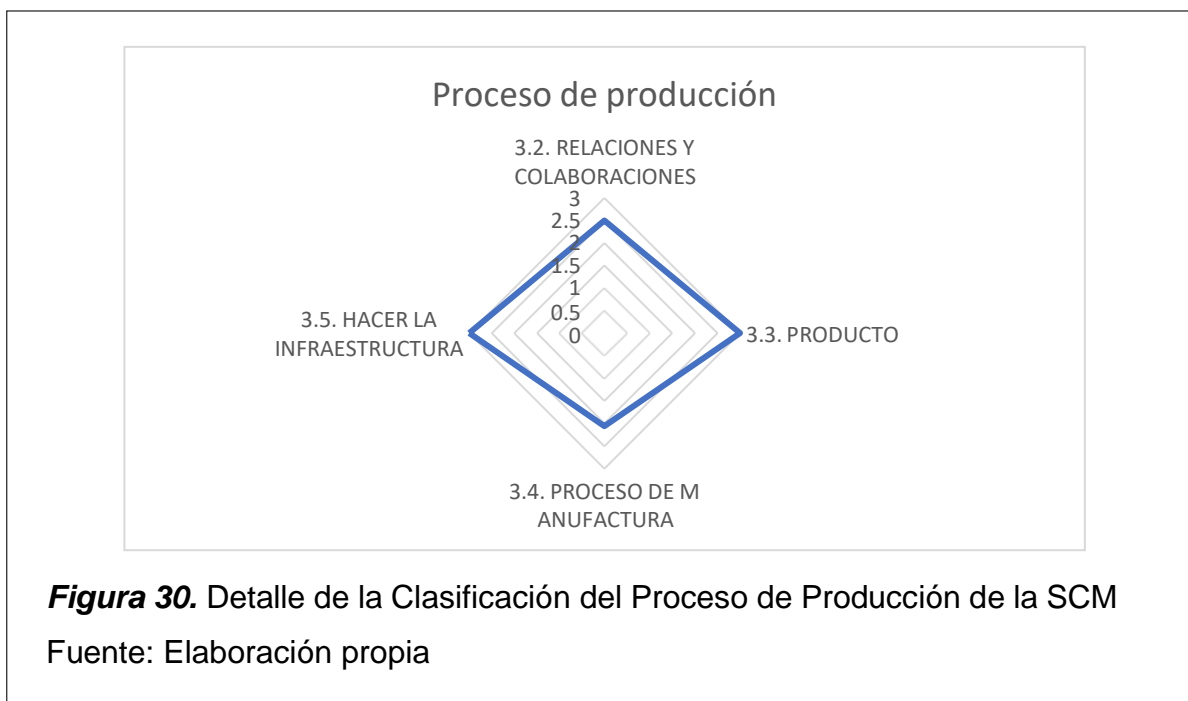 Proceso de producción
3.2. RELACIONES Y
COLABORACIONES
3
2.5
2
1.5
1
0.5
0
3.5. HACER LA
INFRAESTRUCTURA
3.3. PRODUCTO
3.4. PROCESO DE M
ANUFACTURA
Figura 30. Detalle de la Clasificación del Proceso de Producción de la SCM
Fuente: Elaboración propia